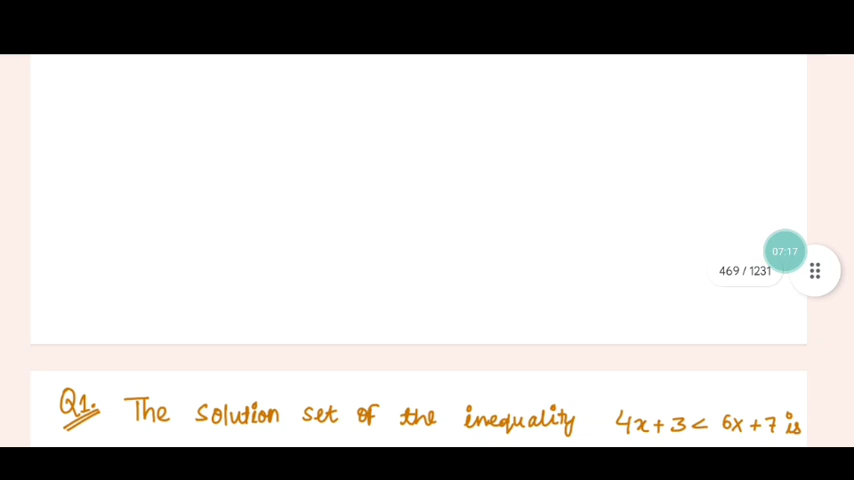 07:17
469 / 1231
Q1. The solution set of the inequality 4x + 3 < 6x + 7 is